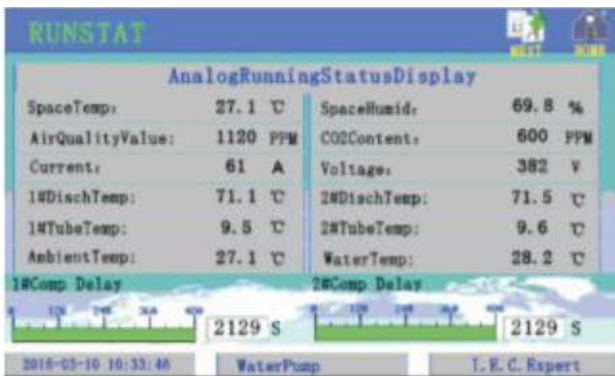 RUNSTAT
NEXT
HOME
AnalogRunningStatusDisplay
SpaceTemp: 27.1 ℃ SpaceHumid: 69.8 %
AirQualityValue: 1120 PPM CO2Content: 600 PPM
Current: 61 A Voltage: 382 V
1#DischTemp: 71.1 ℃ 2#DischTemp: 71.5 ℃
1#TubeTemp: 9.5 ℃ 2#TubeTemp: 9.6 ℃
AmbientTemp: 27.1 ℃ WaterTemp: 28.2 ℃
1#Comp Delay 2#Comp Delay
2129 S 2129 S
2016-03-10 10:33:46 WaterPump I.E.C.Expert